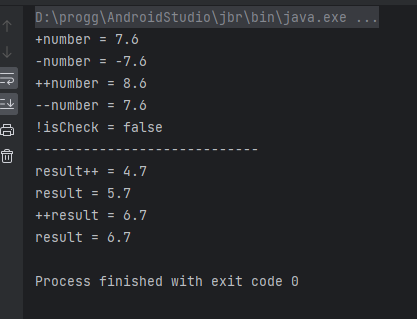 D:\progg\AndroidStudio\jbr\bin\java.exe ...
+number = 7.6
-number = -7.6
++number = 8.6
--number = 7.6
!isCheck = false
----------------------------
result++ = 4.7
result = 5.7
++result = 6.7
result = 6.7
Process finished with exit code 0